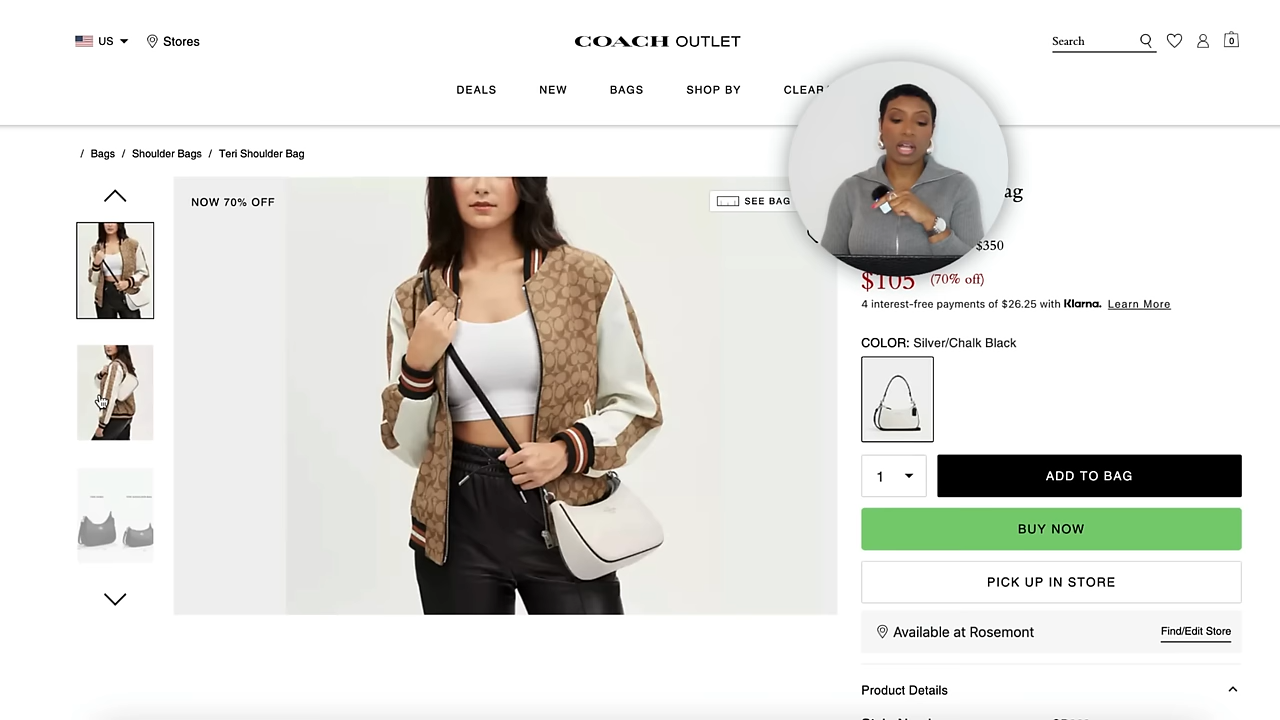 US
Stores
COACH OUTLET
Search
0
DEALS
NEW
BAGS
SHOP BY
/ Bags / Shoulder Bags / Teri Shoulder Bag
NOW 70% OFF
SEE BAG
$350
$105 (70% off)
4 interest-free payments of $26.25 with Klarna. Learn More
COLOR: Silver/Chalk Black
1
ADD TO BAG
BUY NOW
PICK UP IN STORE
Available at Rosemont
Find/Edit Store
Product Details